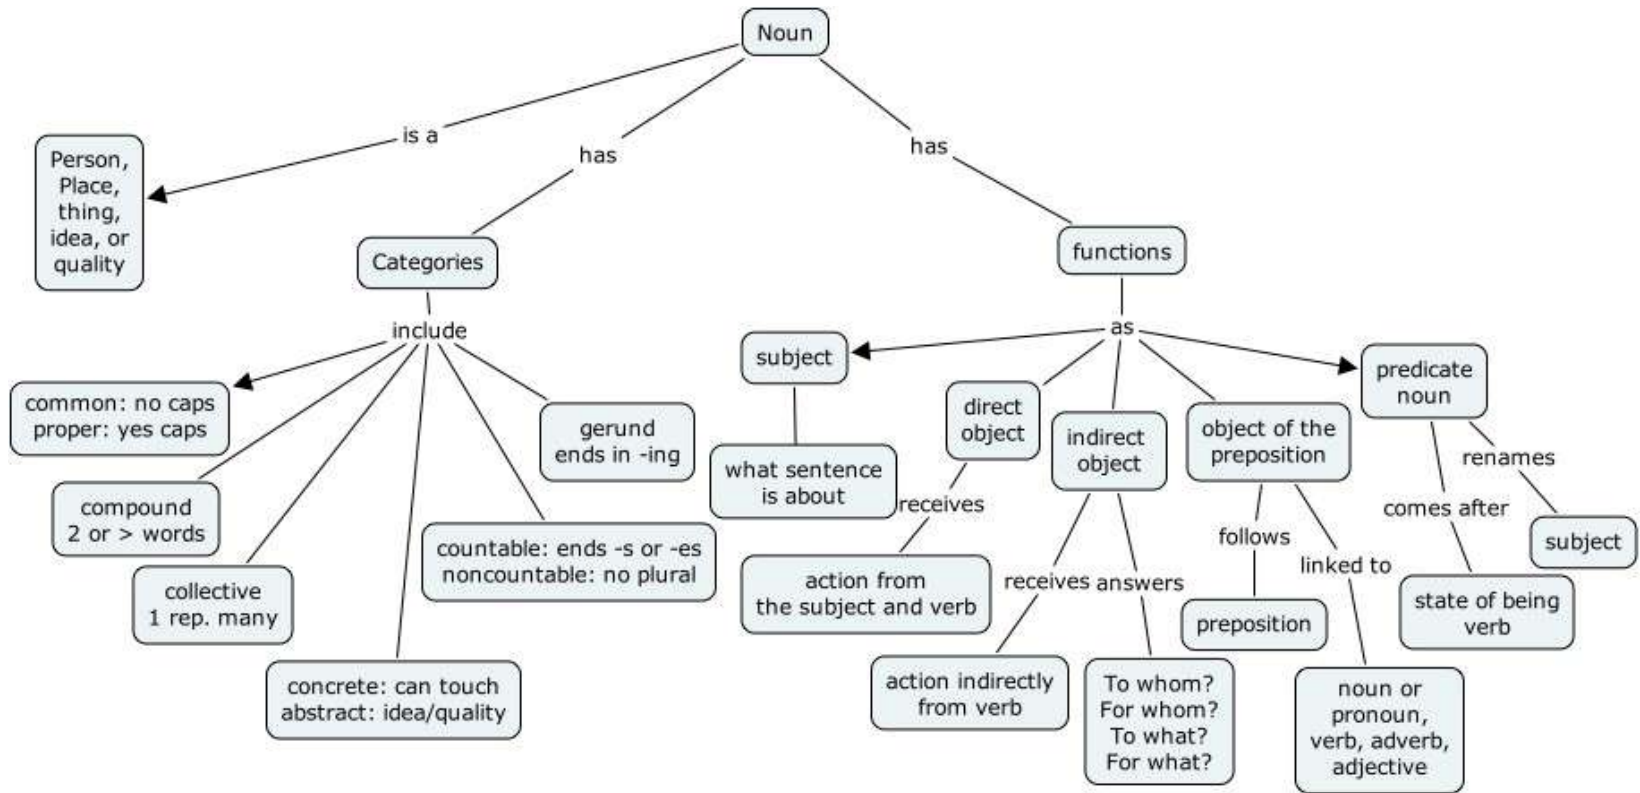 Noun
is a
has
has
Person,
Place,
thing,
idea, or
quality
Categories
functions
include
as
common: no caps
proper: yes caps
compound
2 or > words
collective
1 rep. many
concrete: can touch
abstract: idea/quality
countable: ends -s or -es
noncountable: no plural
gerund
ends in -ing
subject
what sentence
is about
direct
object
receives
action from
the subject and verb
indirect
object
receives
action indirectly
from verb
answers
To whom?
For whom?
To what?
For what?
object of the
preposition
follows
preposition
linked to
noun or
pronoun,
verb, adverb,
adjective
predicate
noun
comes after
state of being
verb
renames
subject